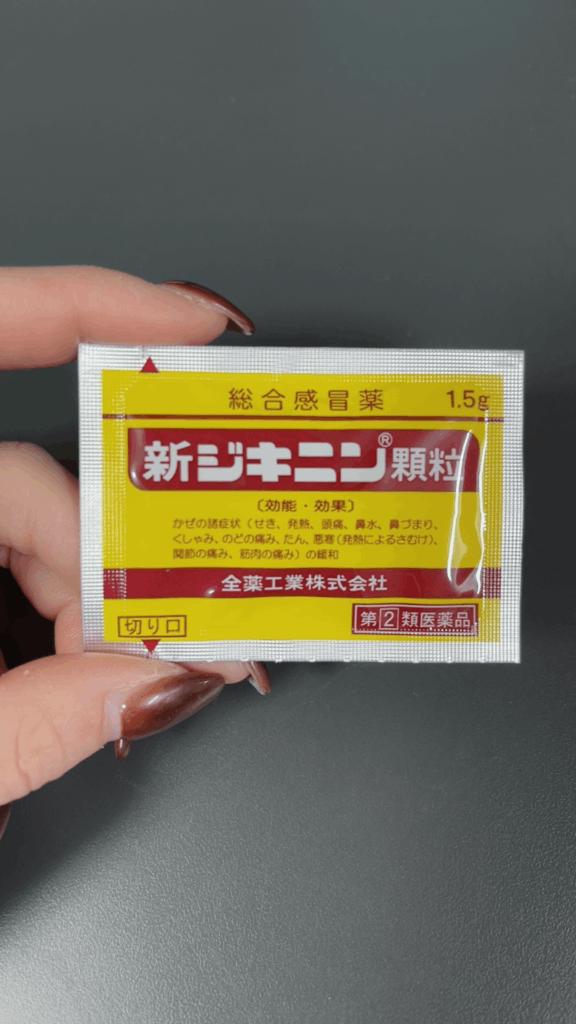 総合感冒薬 1.5g
新ジキニン®顆粒
〔効能・効果〕
かぜの諸症状（せき、発熱、頭痛、鼻水、鼻づまり、
くしゃみ、のどの痛み、たん、悪寒（発熱によるさむけ）、
関節の痛み、筋肉の痛み）の緩和
全薬工業株式会社
切り口 第②類医薬品